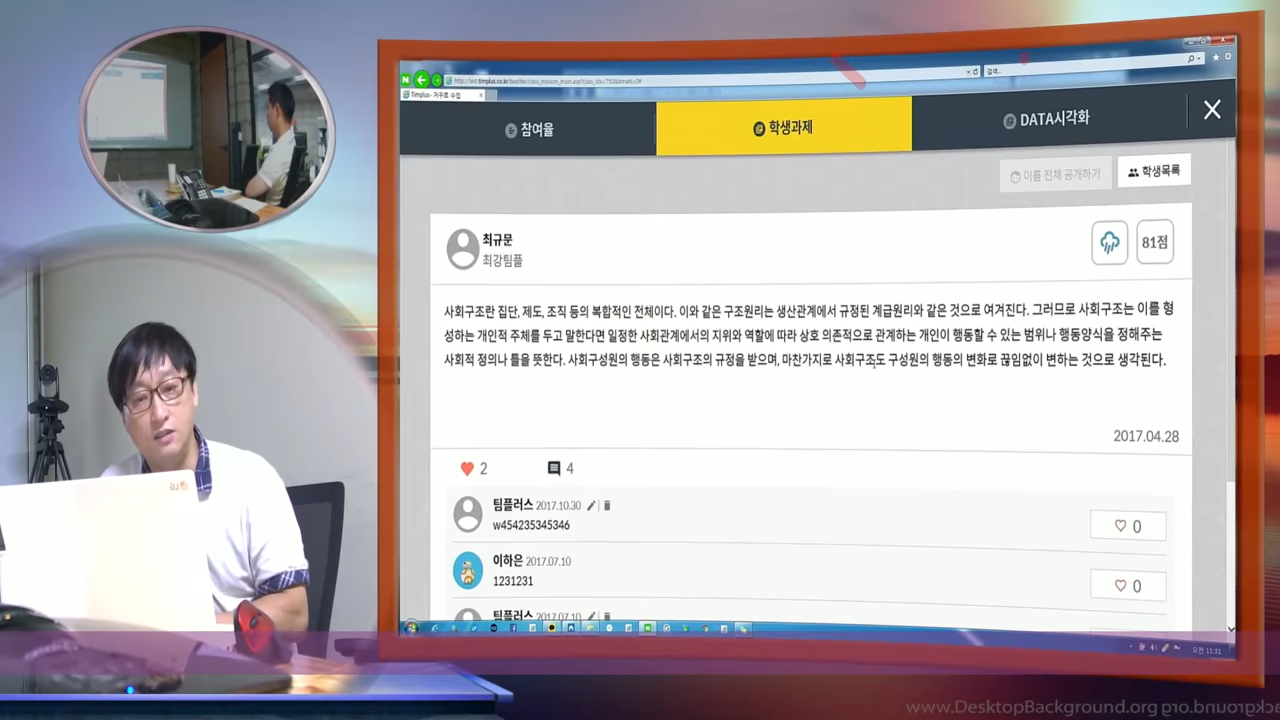 Timplus- 거꾸로 수업
검색...
참여율
학생과제
DATA시각화
이름 전체 공개하기
학생목록
최규문
최강팀플
81점
사회구조란 집단, 제도, 조직 등의 복합적인 전체이다. 이와 같은 구조원리는 생산관계에서 규정된 계급원리와 같은 것으로 여겨진다. 그러므로 사회구조는 이를 형
성하는 개인적 주체를 두고 말한다면 일정한 사회관계에서의 지위와 역할에 따라 상호 의존적으로 관계하는 개인이 행동할 수 있는 범위나 행동양식을 정해주는
사회적 정의나 틀을 뜻한다. 사회구성원의 행동은 사회구조의 규정을 받으며, 마찬가지로 사회구조도 구성원의 행동의 변화로 끊임없이 변하는 것으로 생각된다.
2017.04.28
2 4
팀플러스 2017.10.30
w454235345346
0
이하은 2017.07.10
1231231
0
팀플러스 2017.07.10
오전 11:31
www.DesktopBackground.org